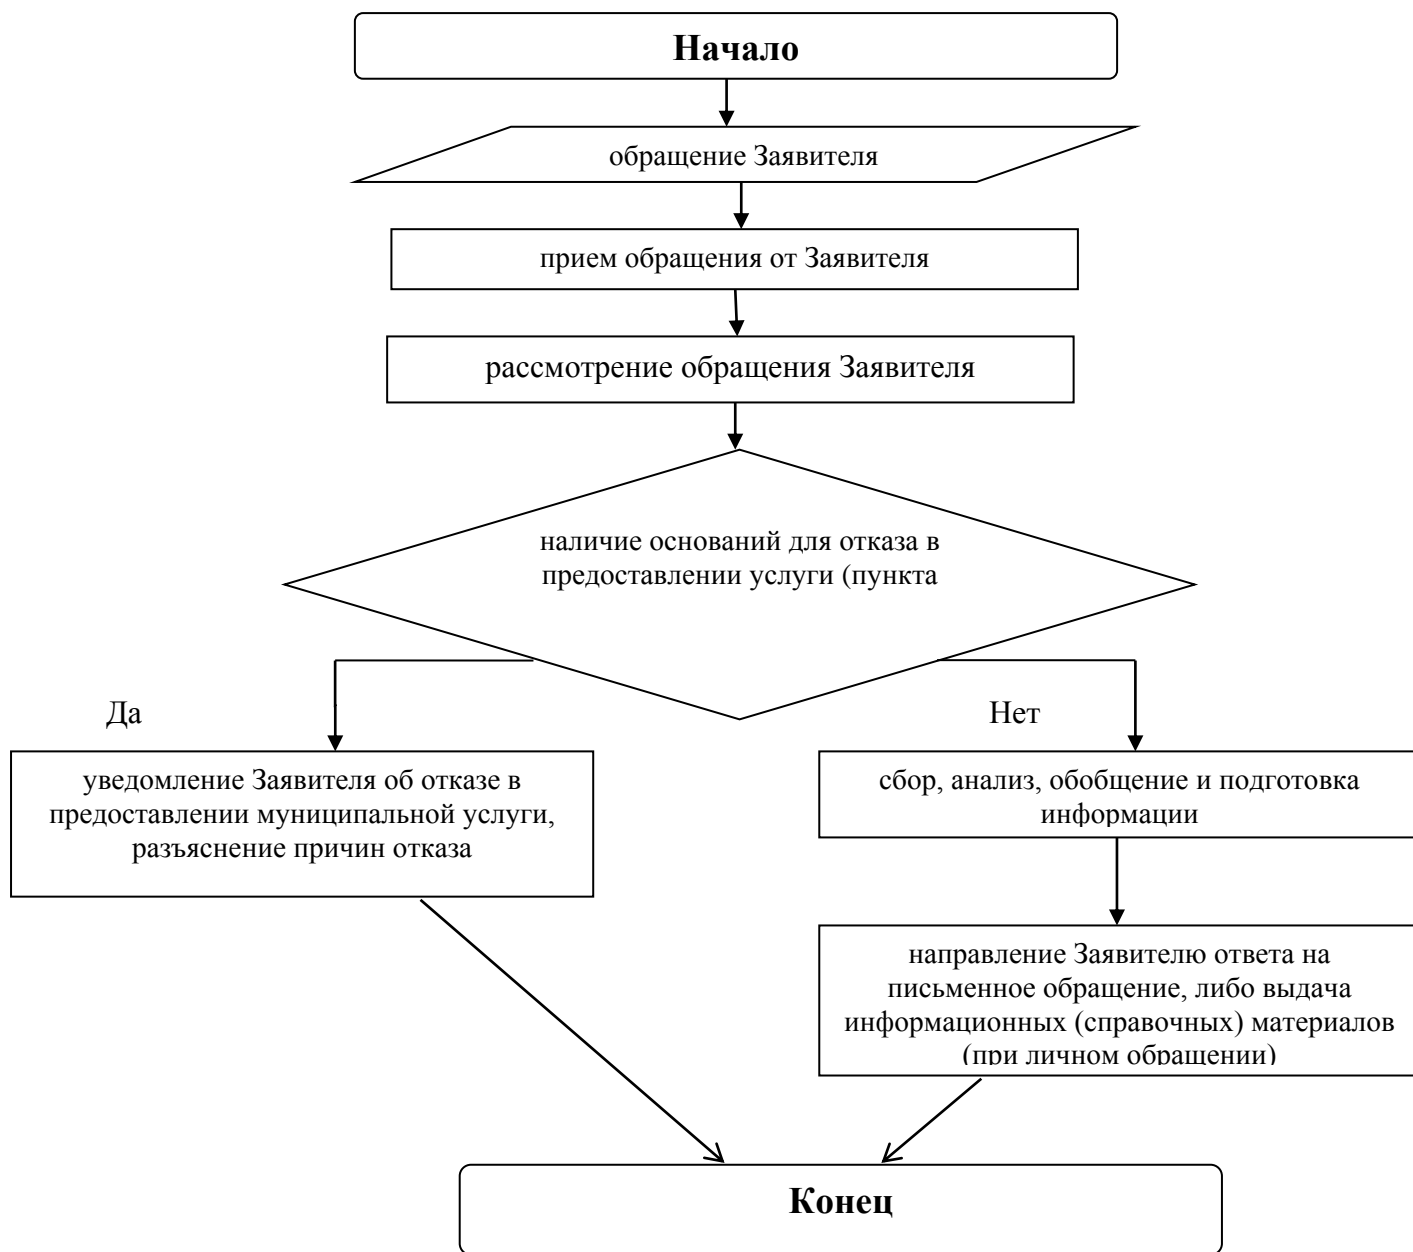 Начало
обращение Заявителя
прием обращения от Заявителя
рассмотрение обращения Заявителя
наличие оснований для отказа в
предоставлении услуги (пункта
Да
Нет
уведомление Заявителя об отказе в
предоставлении муниципальной услуги,
разъяснение причин отказа
сбор, анализ, обобщение и подготовка
информации
направление Заявителю ответа на
письменное обращение, либо выдача
информационных (справочных) материалов
(при личном обращении)
Конец